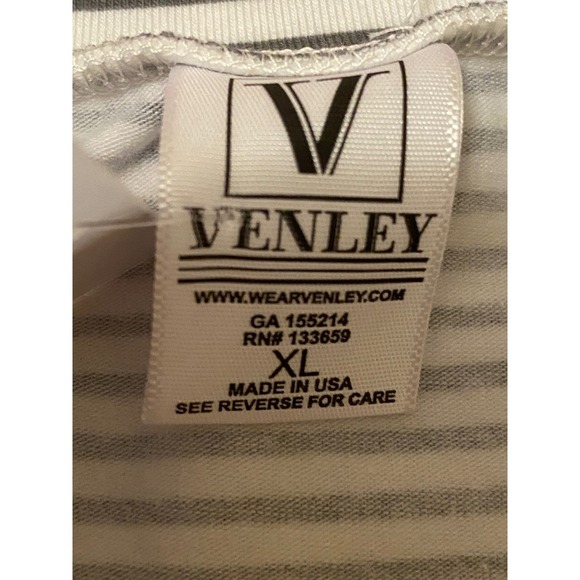 V
VENLEY
WWW.WEARVENLEY.COM
GA 155214
RN# 133659
XL
MADE IN USA
SEE REVERSE FOR CARE